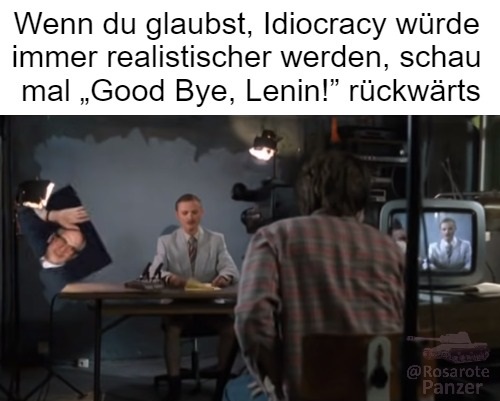 Wenn du glaubst, Idiocracy würde
immer realistischer werden, schau
mal „Good Bye, Lenin!” rückwärts
@Rosarote
Panzer